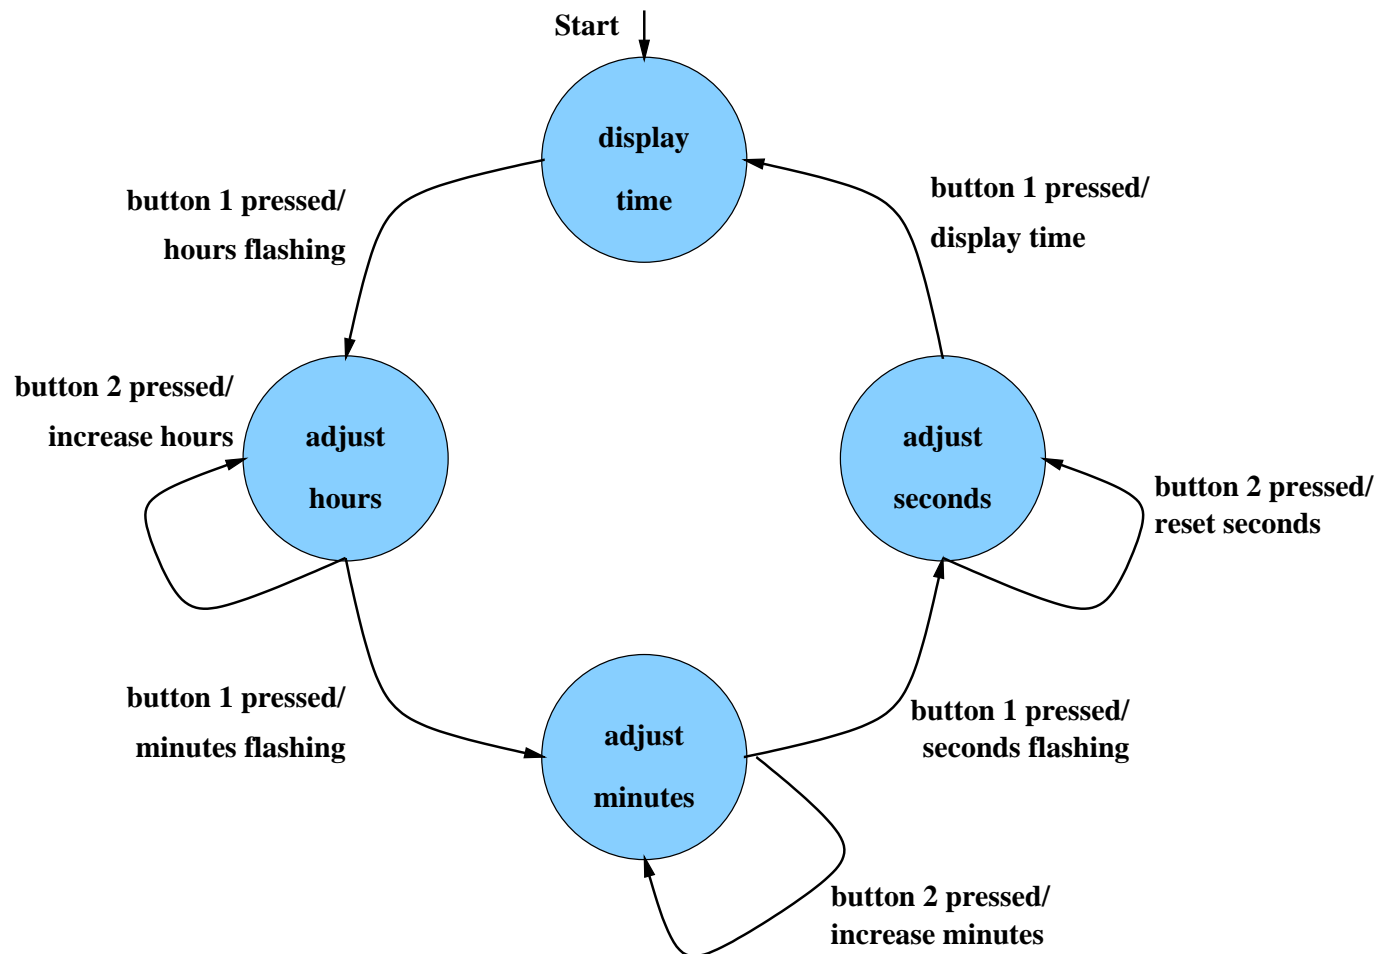 Start
display
time
button 1 pressed/
hours flashing
button 1 pressed/
display time
button 2 pressed/
increase hours
adjust
hours
adjust
seconds
button 2 pressed/
reset seconds
button 1 pressed/
minutes flashing
adjust
minutes
button 1 pressed/
seconds flashing
button 2 pressed/
increase minutes